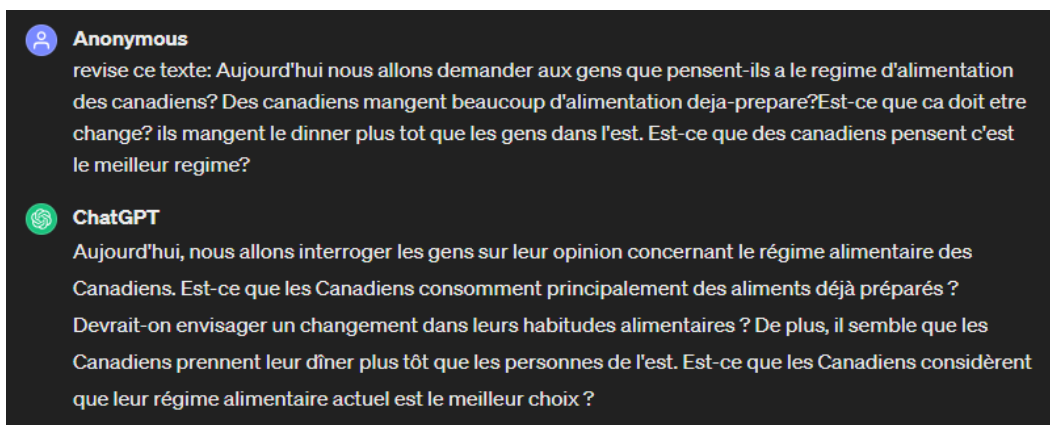 Anonymous
revise ce texte: Aujourd'hui nous allons demander aux gens que pensent-ils a le regime d'alimentation
des canadiens? Des canadiens mangent beaucoup d'alimentation deja-prepare?Est-ce que ca doit etre
change? ils mangent le dinner plus tot que les gens dans l'est. Est-ce que des canadiens pensent c'est
le meilleur regime?
ChatGPT
Aujourd'hui, nous allons interroger les gens sur leur opinion concernant le régime alimentaire des
Canadiens. Est-ce que les Canadiens consomment principalement des aliments déjà préparés ?
Devrait-on envisager un changement dans leurs habitudes alimentaires ? De plus, il semble que les
Canadiens prennent leur dîner plus tôt que les personnes de l'est. Est-ce que les Canadiens considèrent
que leur régime alimentaire actuel est le meilleur choix ?